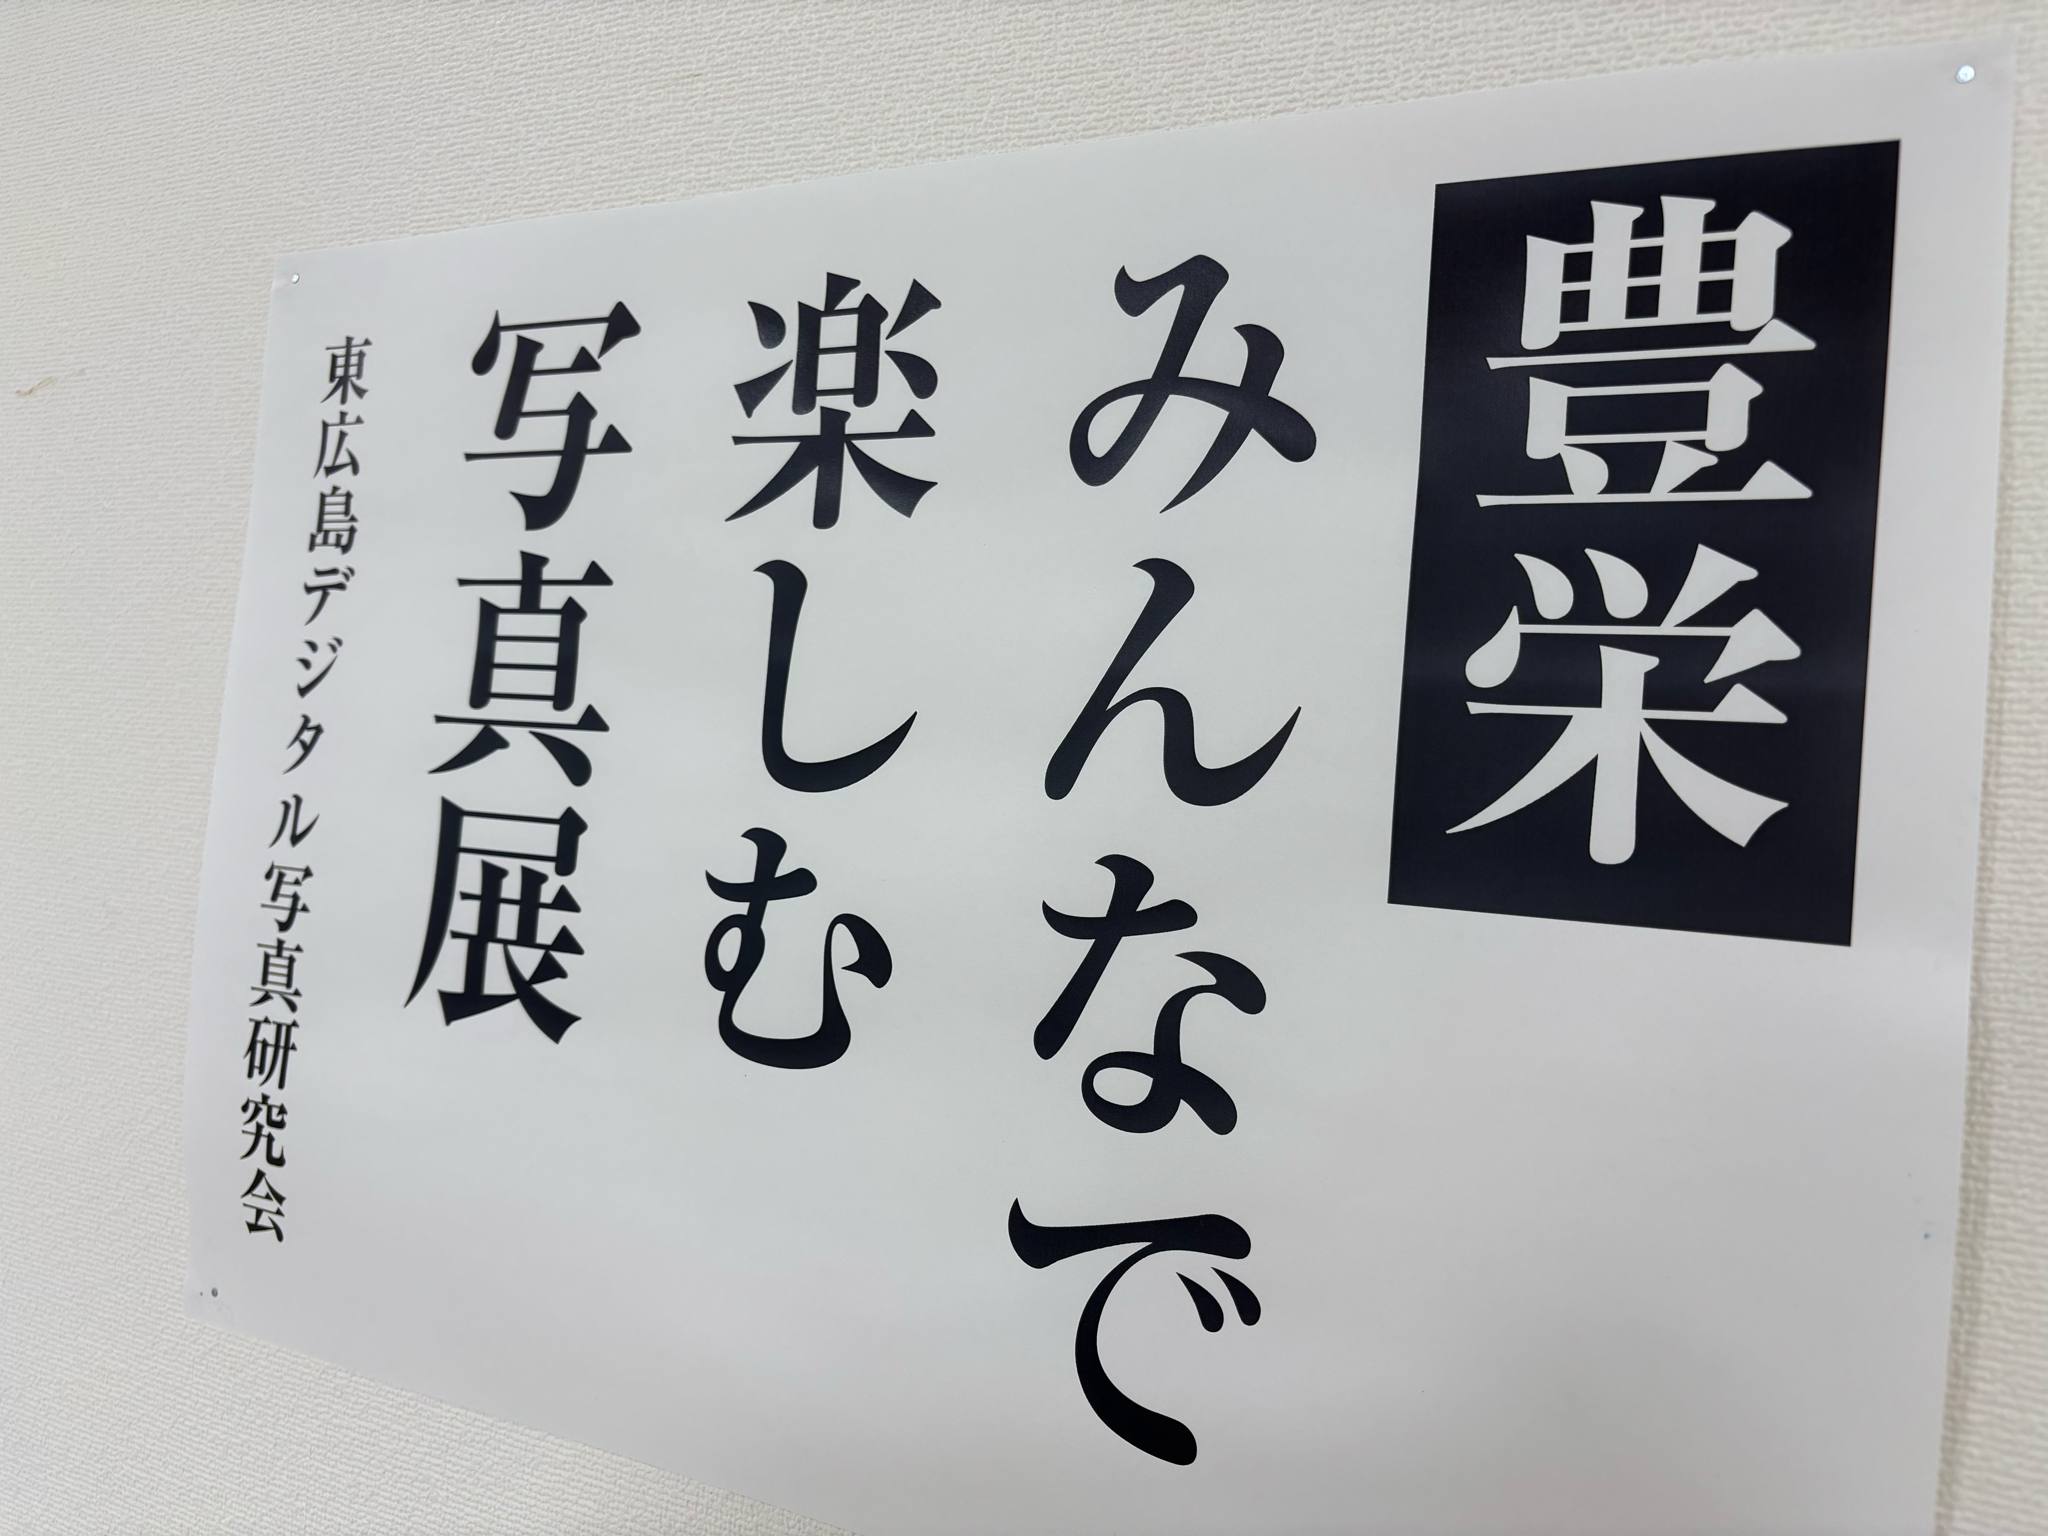 豊栄
みんなで
楽しむ
写真展
東広島デジタル写真研究会